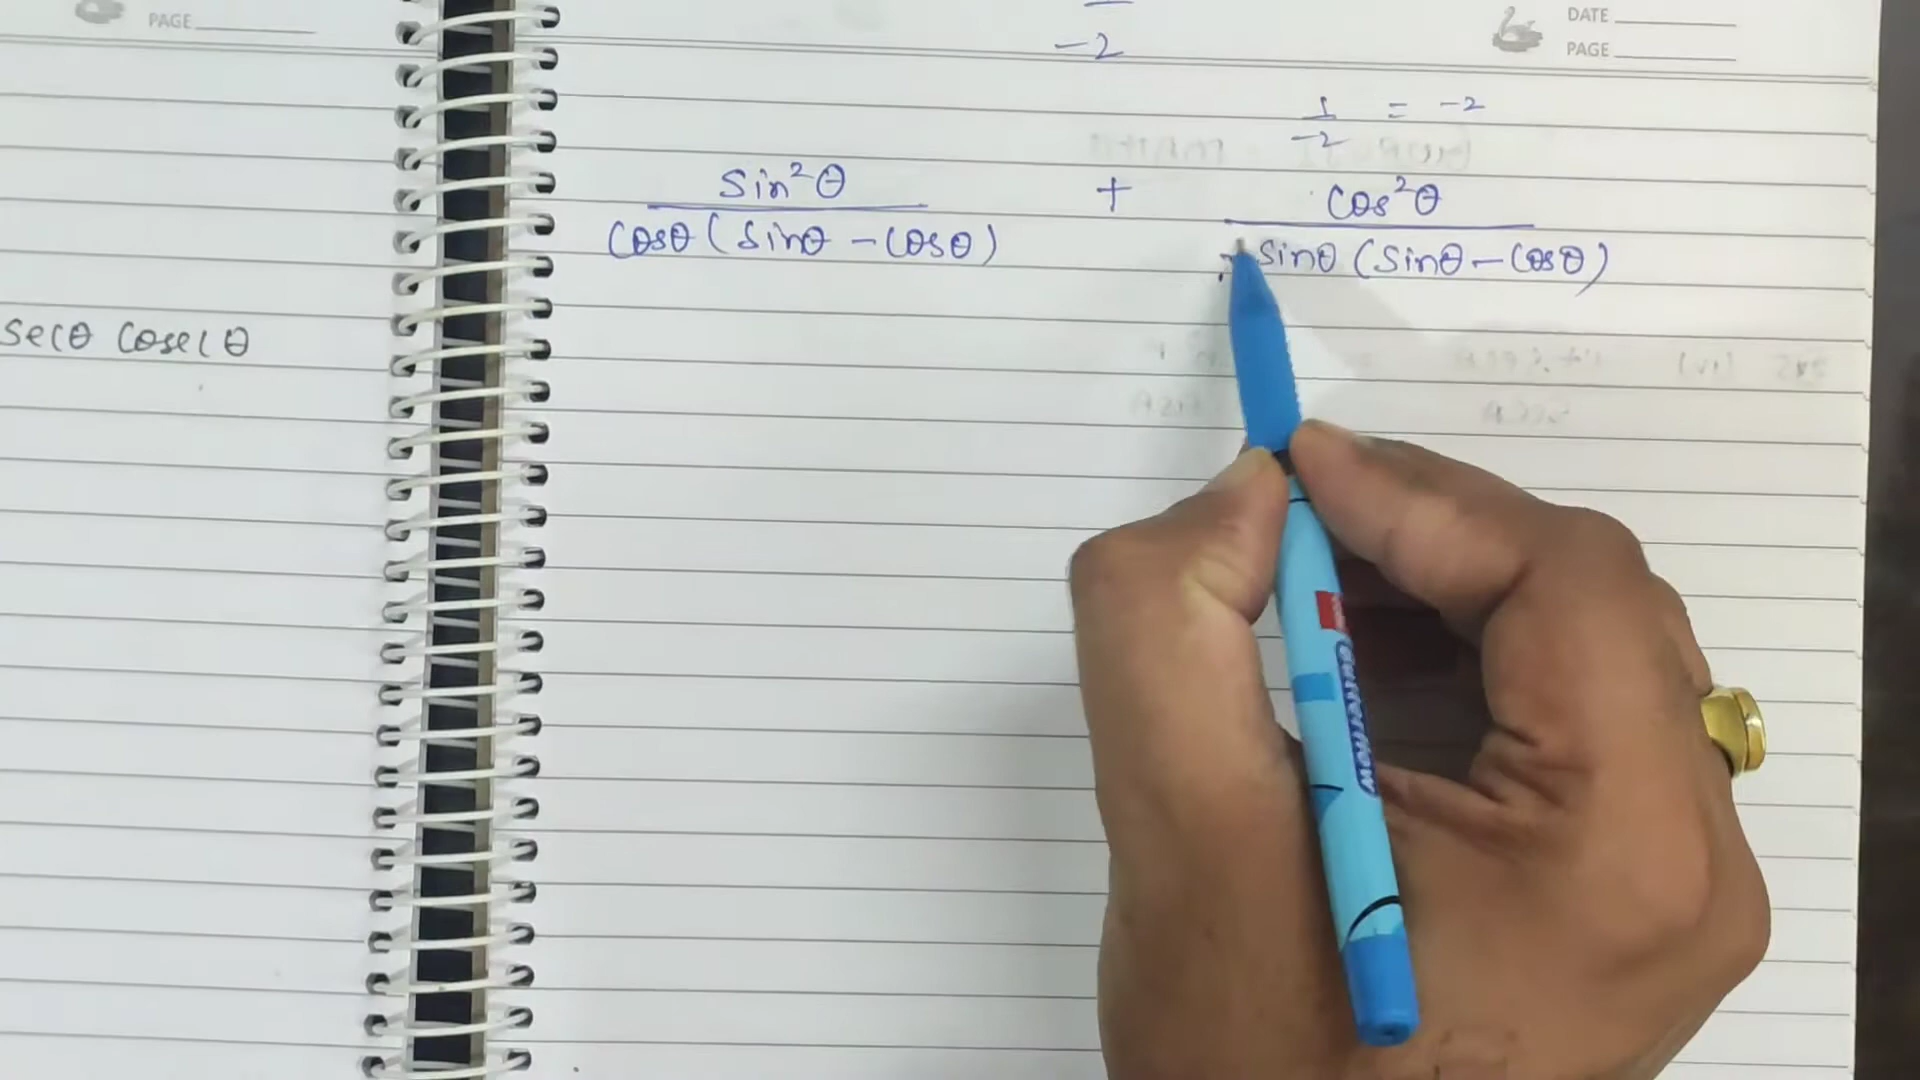 PAGE
DATE
PAGE
-2
1/-2 = -2
Sin²θ / Cosθ (Sinθ - Cosθ) + Cos²θ / - Sinθ (Sinθ - Cosθ)
Secθ Cosecθ